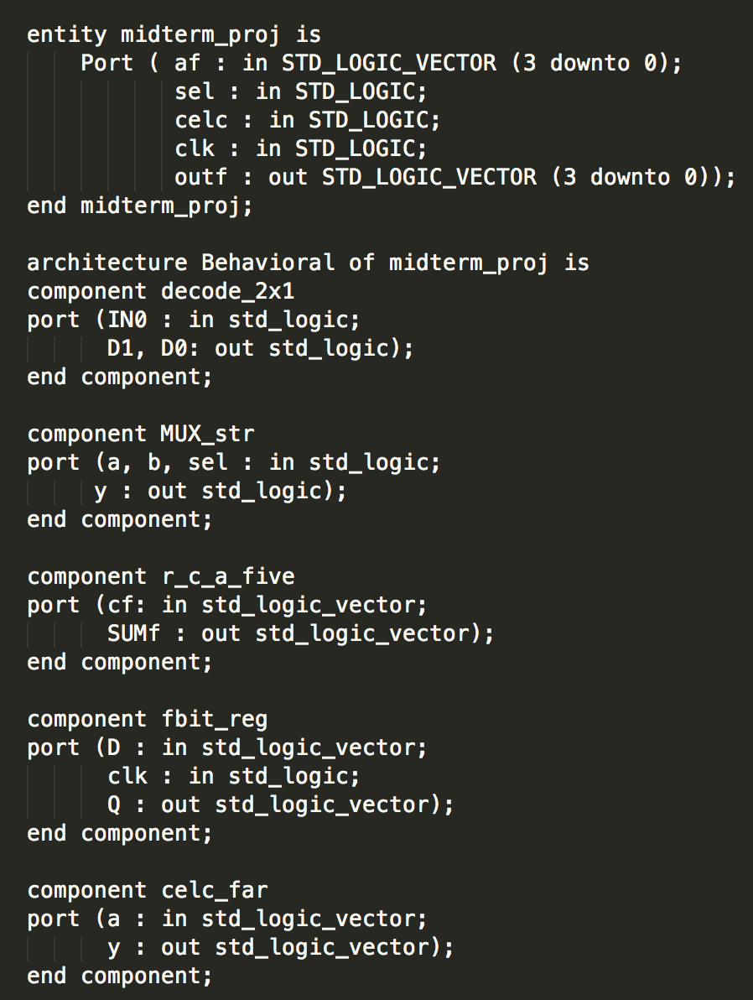 entity midterm_proj is
    Port ( af : in STD_LOGIC_VECTOR (3 downto 0);
           sel : in STD_LOGIC;
           celc : in STD_LOGIC;
           clk : in STD_LOGIC;
           outf : out STD_LOGIC_VECTOR (3 downto 0));
end midterm_proj;

architecture Behavioral of midterm_proj is
component decode_2x1
port (IN0 : in std_logic;
      D1, D0: out std_logic);
end component;

component MUX_str
port (a, b, sel : in std_logic;
     y : out std_logic);
end component;

component r_c_a_five
port (cf: in std_logic_vector;
      SUMf : out std_logic_vector);
end component;

component fbit_reg
port (D : in std_logic_vector;
      clk : in std_logic;
      Q : out std_logic_vector);
end component;

component celc_far
port (a : in std_logic_vector;
      y : out std_logic_vector);
end component;